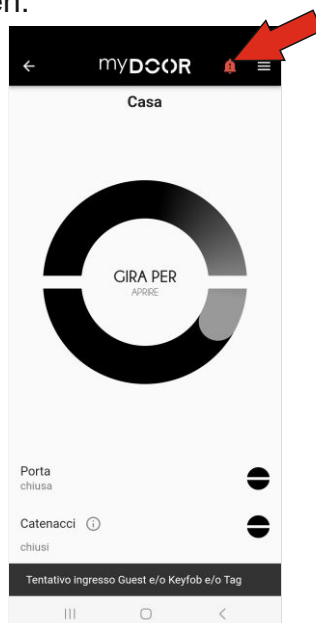 myDOOR
Casa
GIRA PER
APRIRE
Porta
chiusa
Catenacci
chiusi
Tentativo ingresso Guest e/o Keyfob e/o Tag